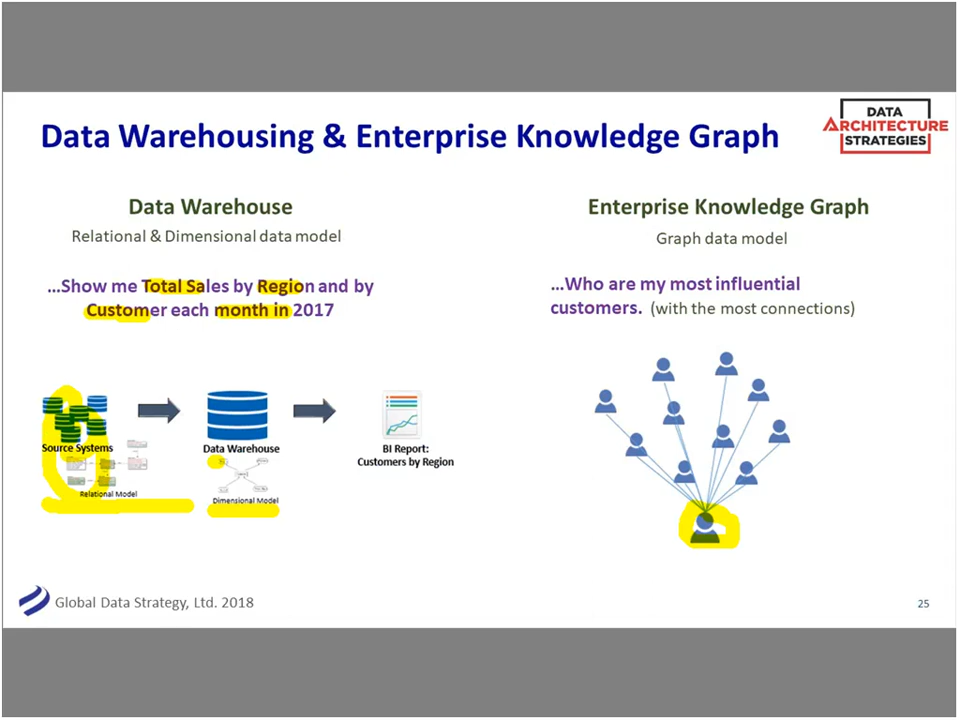 Data Warehousing & Enterprise Knowledge Graph
DATA
ARCHITECTURE
STRATEGIES
Data Warehouse
Relational & Dimensional data model
...Show me Total Sales by Region and by
Customer each month in 2017
Source Systems
Relational Model
Data Warehouse
Dimensional Model
BI Report:
Customers by Region
Enterprise Knowledge Graph
Graph data model
...Who are my most influential
customers. (with the most connections)
Global Data Strategy, Ltd. 2018
25